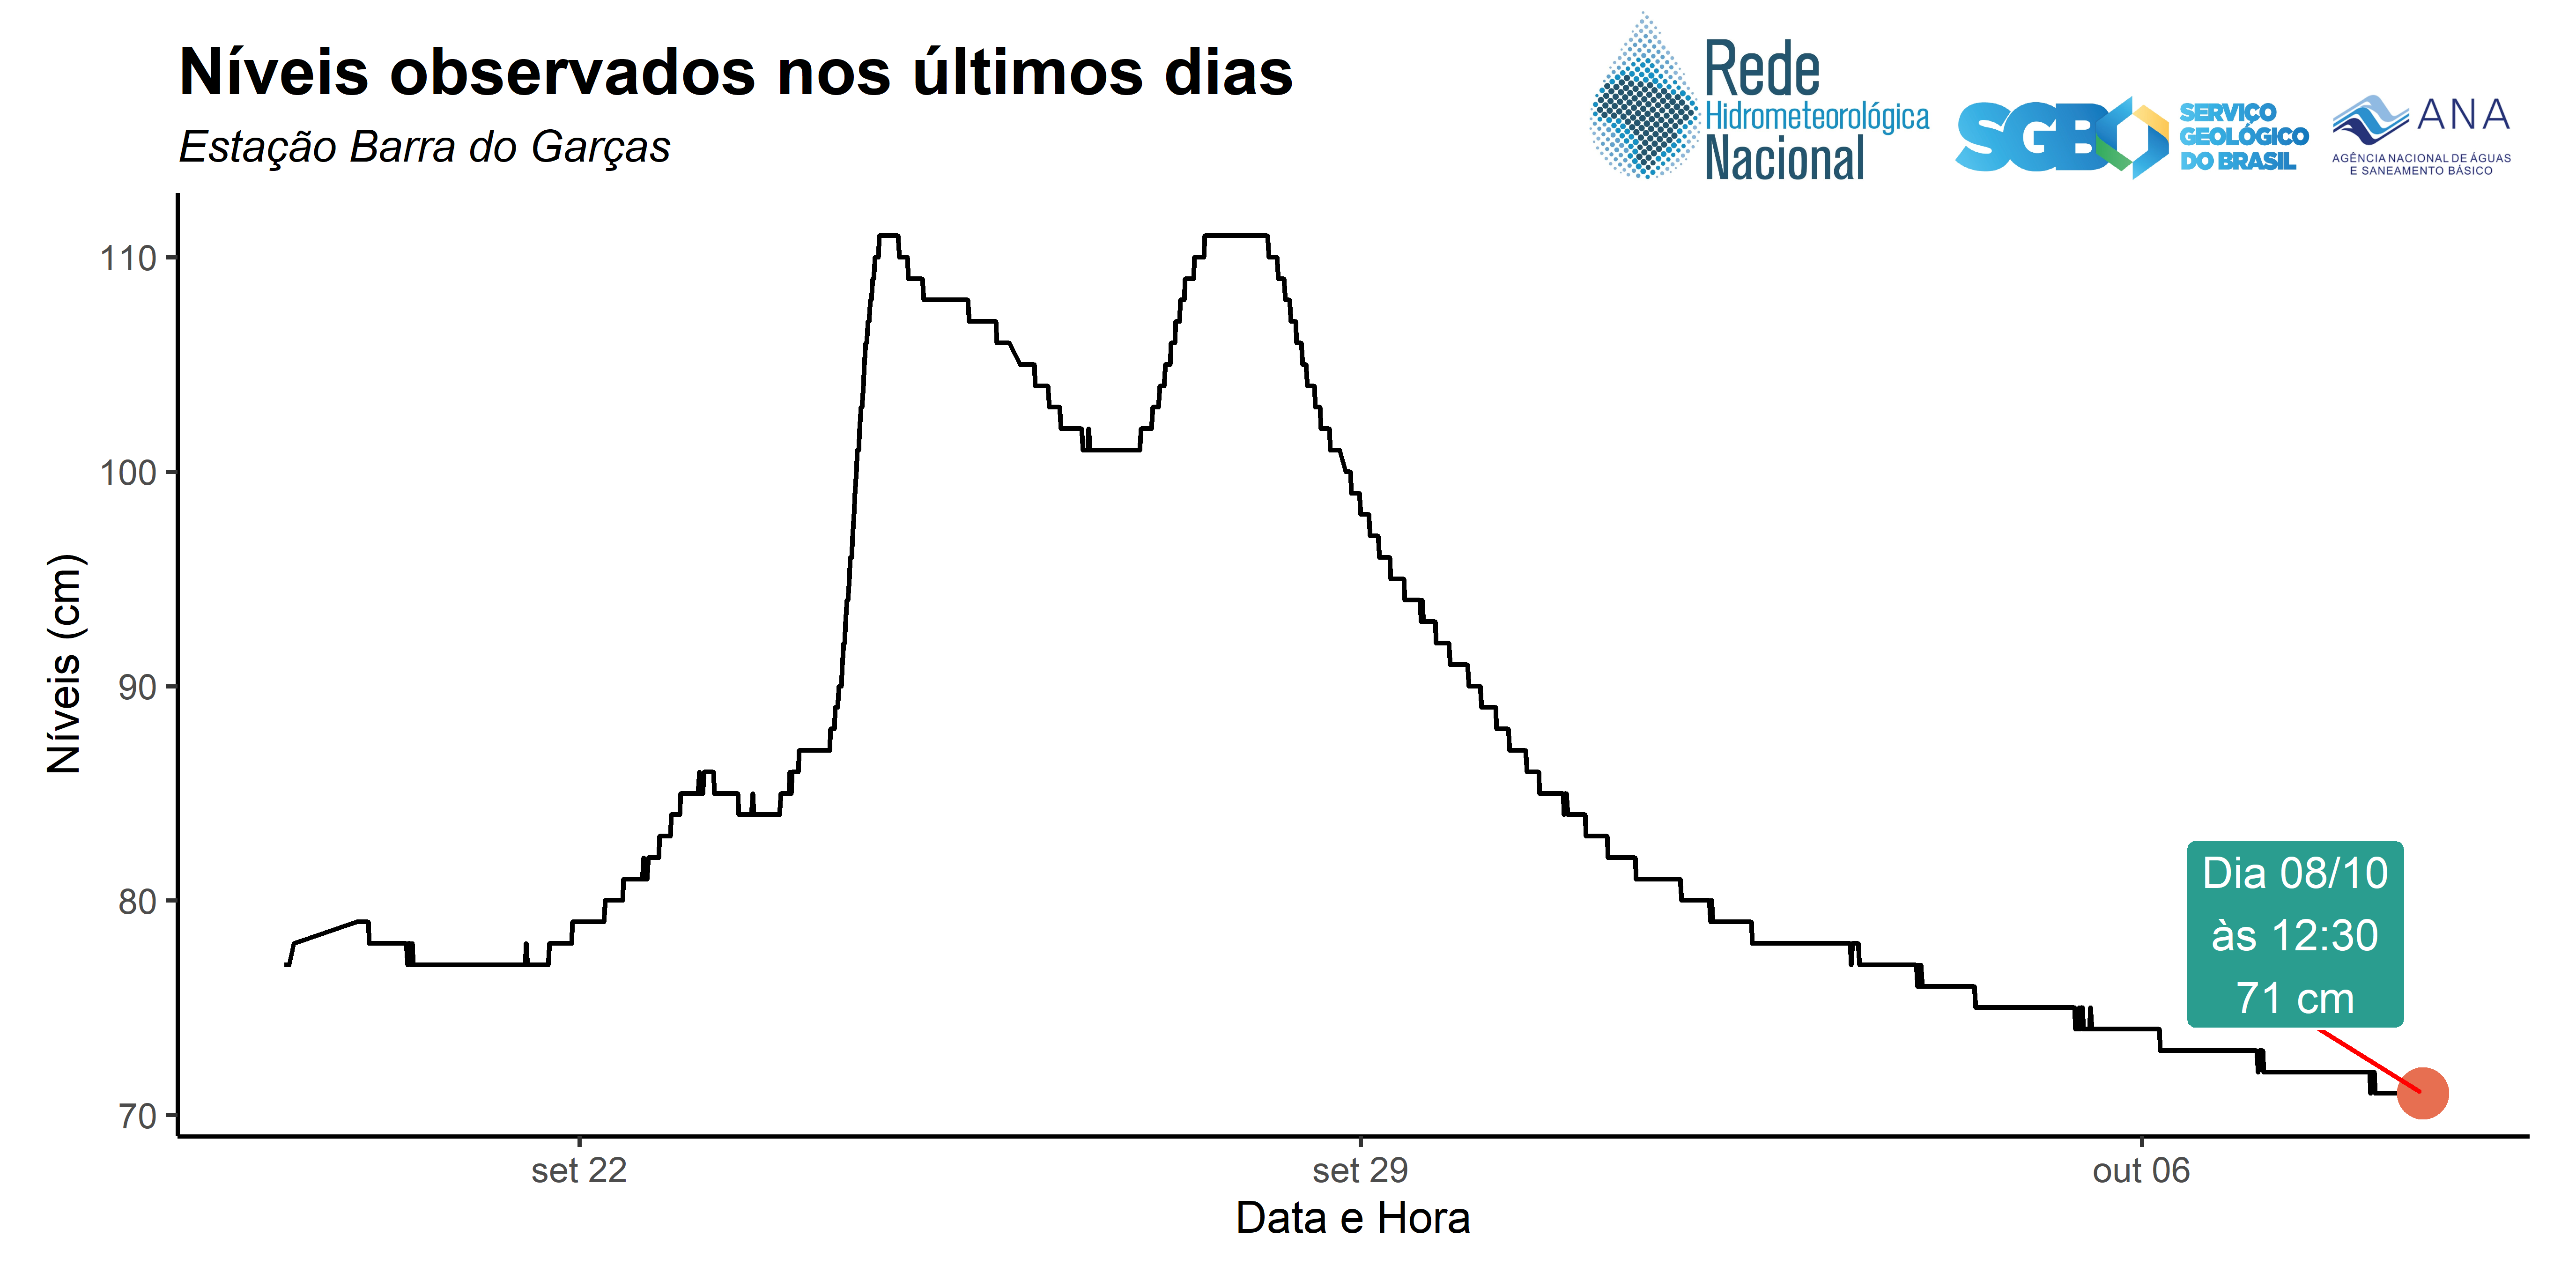 Níveis observados nos últimos dias
Estação Barra do Garças
Rede
Hidrometeorológica
Nacional
SGB
SERVIÇO
GEOLÓGICO
DO BRASIL
ANA
AGÊNCIA NACIONAL DE ÁGUAS
E SANEAMENTO BÁSICO
Níveis (cm)
110
100
90
80
70
Dia 08/10
às 12:30
71 cm
set 22
set 29
out 06
Data e Hora